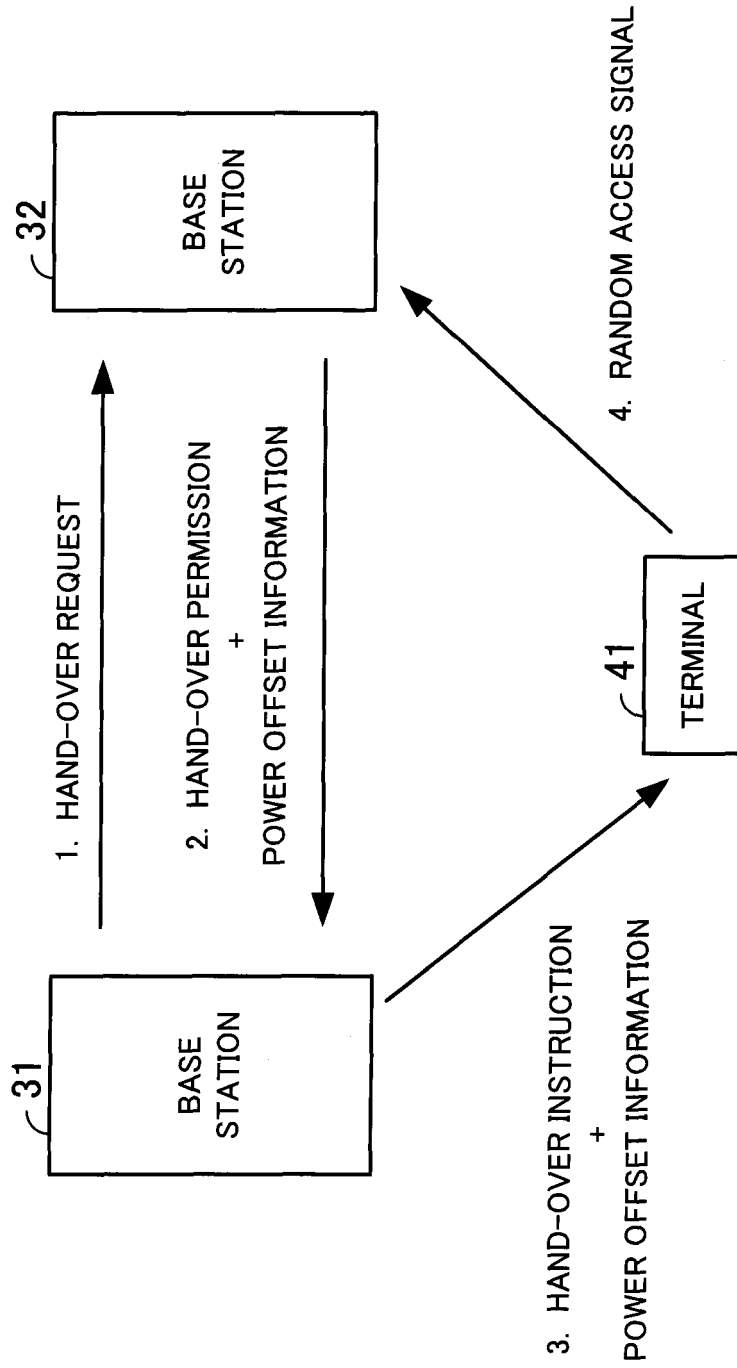 31
BASE
STATION
1. HAND-OVER REQUEST
2. HAND-OVER PERMISSION
+
POWER OFFSET INFORMATION
32
BASE
STATION
3. HAND-OVER INSTRUCTION
+
POWER OFFSET INFORMATION
41
TERMINAL
4. RANDOM ACCESS SIGNAL